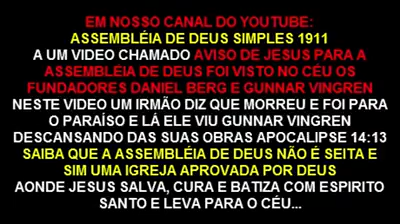 EM NOSSO CANAL DO YOUTUBE:
ASSEMBLÉIA DE DEUS SIMPLES 1911
A UM VIDEO CHAMADO AVISO DE JESUS PARA A
ASSEMBLÉIA DE DEUS FOI VISTO NO CÉU OS
FUNDADORES DANIEL BERG E GUNNAR VINGREN
NESTE VIDEO UM IRMÃO DIZ QUE MORREU E FOI PARA
O PARAÍSO E LÁ ELE VIU GUNNAR VINGREN
DESCANSANDO DAS SUAS OBRAS APOCALIPSE 14:13
SAIBA QUE A ASSEMBLÉIA DE DEUS NÃO É SEITA E
SIM UMA IGREJA APROVADA POR DEUS
AONDE JESUS SALVA, CURA E BATIZA COM ESPIRITO
SANTO E LEVA PARA O CÉU...